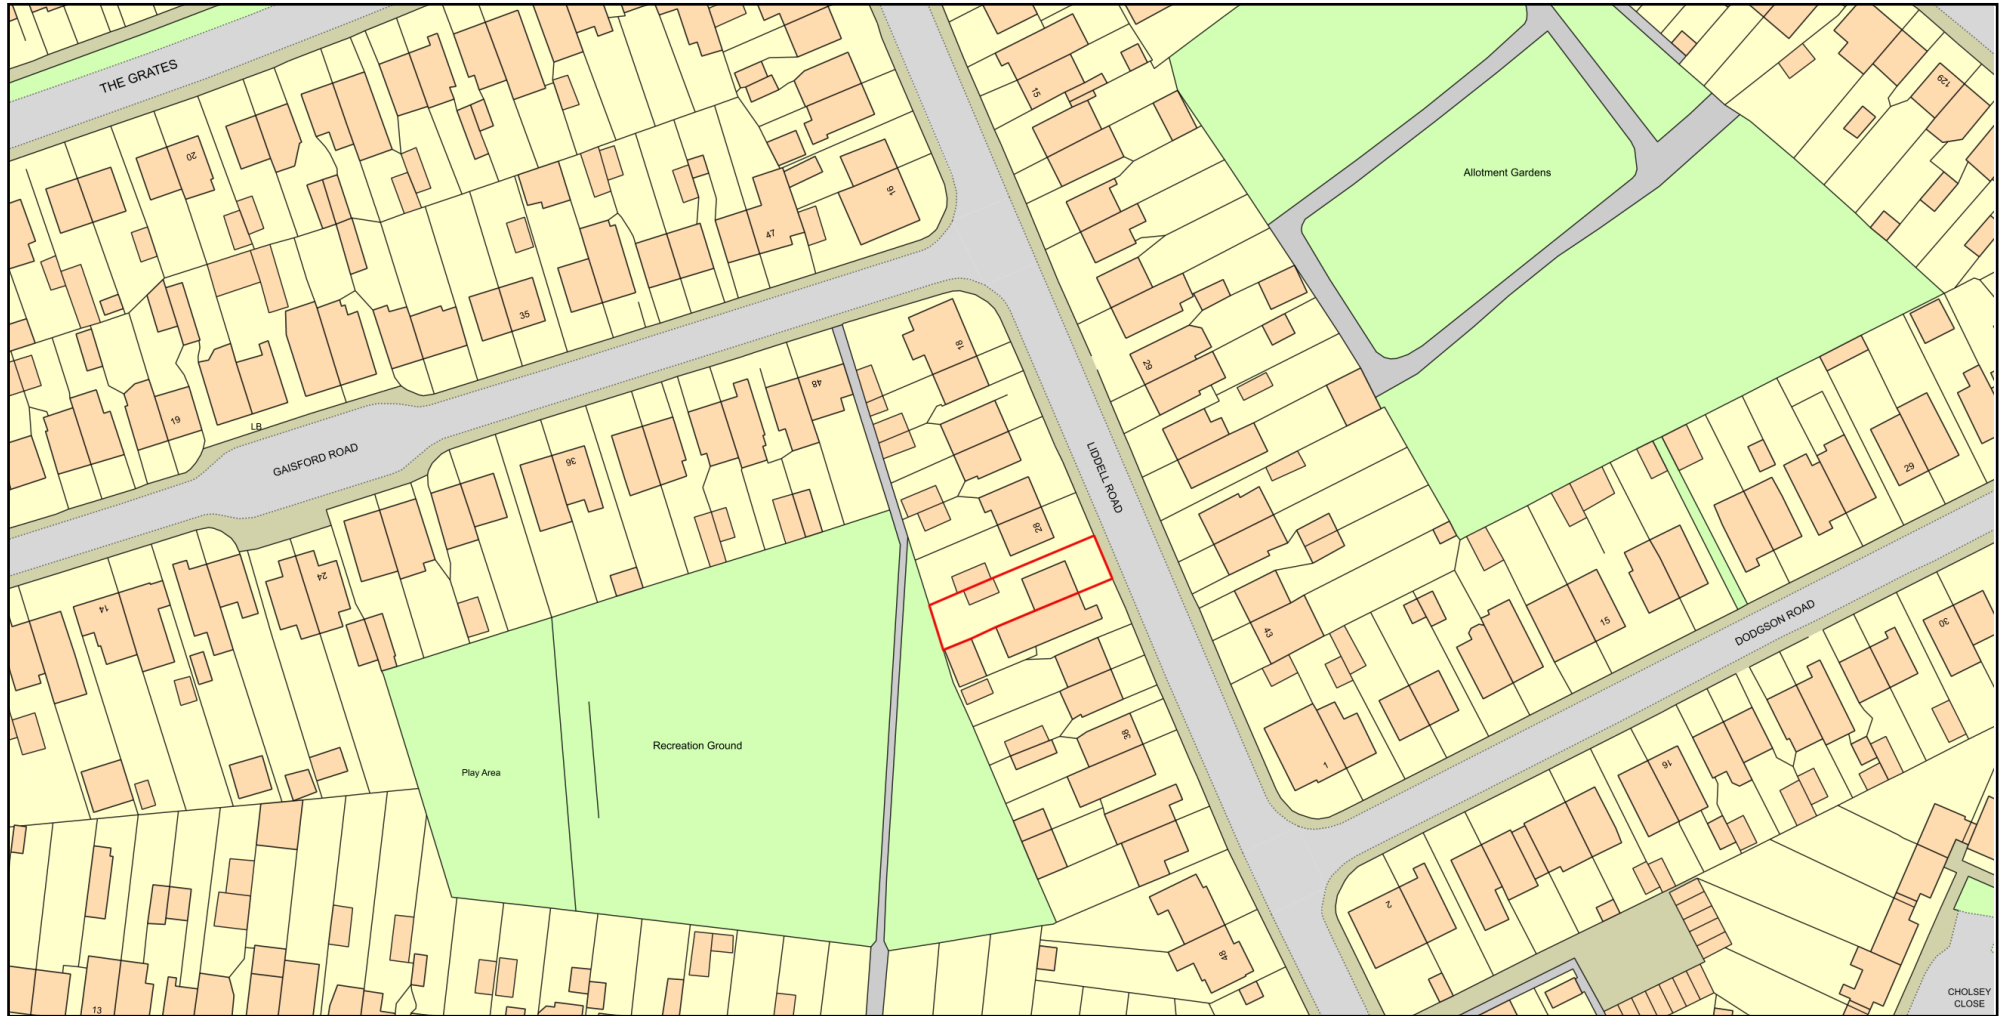 THE GRATES
15
129
20
Allotment Gardens
16
47
35
18
29
48
19
LB
GAISFORD ROAD
36
LIDDELL ROAD
29
28
24
14
43
15
DODGSON ROAD
30
Recreation Ground
38
Play Area
1
16
2
48
CHOLSEY
CLOSE
13